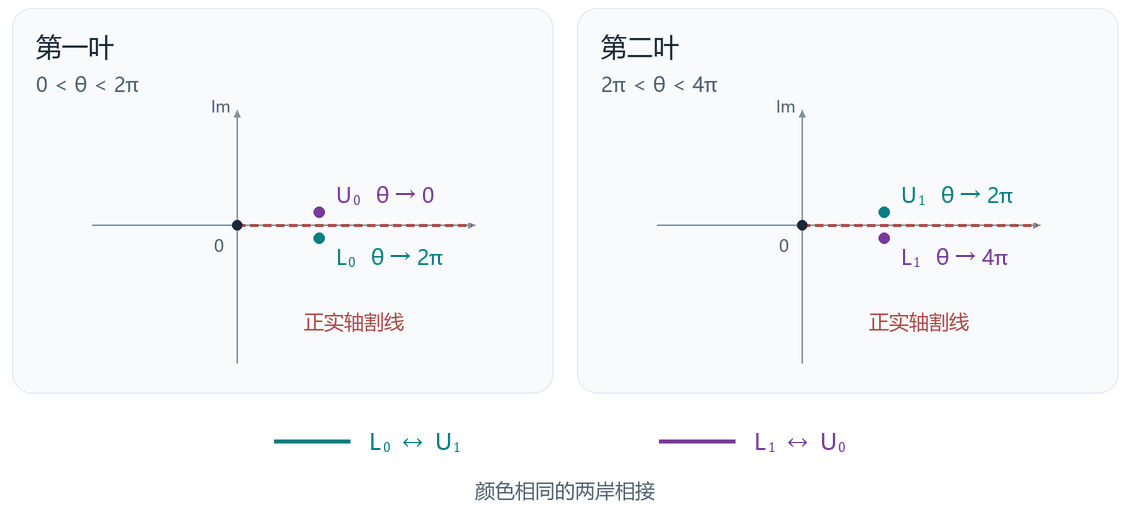 第一叶
0 < θ < 2π
Im
U₀ θ → 0
0
L₀ θ → 2π
正实轴割线
第二叶
2π < θ < 4π
Im
U₁ θ → 2π
0
L₁ θ → 4π
正实轴割线
L₀ ↔ U₁
L₁ ↔ U₀
颜色相同的两岸相接